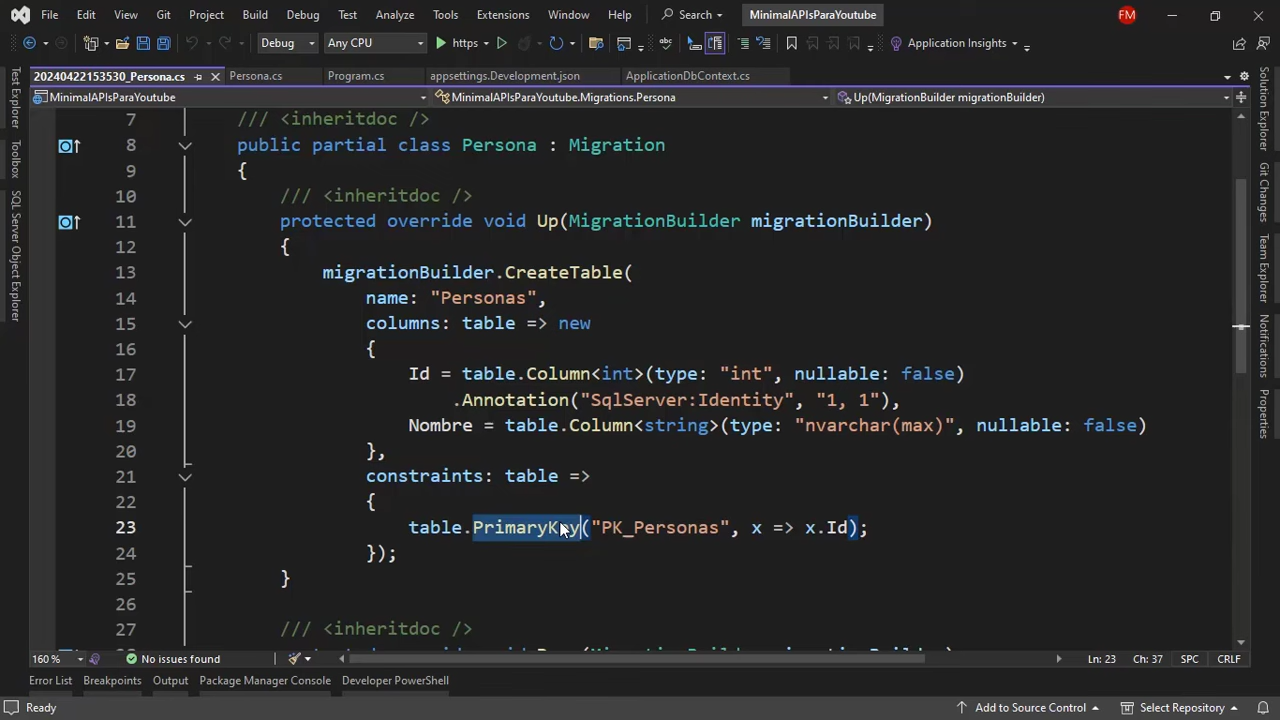 File Edit View Git Project Build Debug Test Analyze Tools Extensions Window Help Search MinimalAPIsParaYoutube FM
Debug Any CPU https Application Insights
20240422153530_Persona.cs Persona.cs Program.cs appsettings.Development.json ApplicationDbContext.cs
MinimalAPIsParaYoutube MinimalAPIsParaYoutube.Migrations.Persona Up(MigrationBuilder migrationBuilder)
Test Explorer
Toolbox
SQL Server Object Explorer
7 /// <inheritdoc />
8 public partial class Persona : Migration
9 {
10 /// <inheritdoc />
11 protected override void Up(MigrationBuilder migrationBuilder)
12 {
13 migrationBuilder.CreateTable(
14 name: "Personas",
15 columns: table => new
16 {
17 Id = table.Column<int>(type: "int", nullable: false)
18 .Annotation("SqlServer:Identity", "1, 1"),
19 Nombre = table.Column<string>(type: "nvarchar(max)", nullable: false)
20 },
21 constraints: table =>
22 {
23 table.PrimaryKey("PK_Personas", x => x.Id);
24 });
25 }
26
27 /// <inheritdoc />
Solution Explorer
Git Changes
Team Explorer
Notifications
Properties
160 % No issues found Ln: 23 Ch: 37 SPC CRLF
Error List Breakpoints Output Package Manager Console Developer PowerShell
Ready Add to Source Control Select Repository